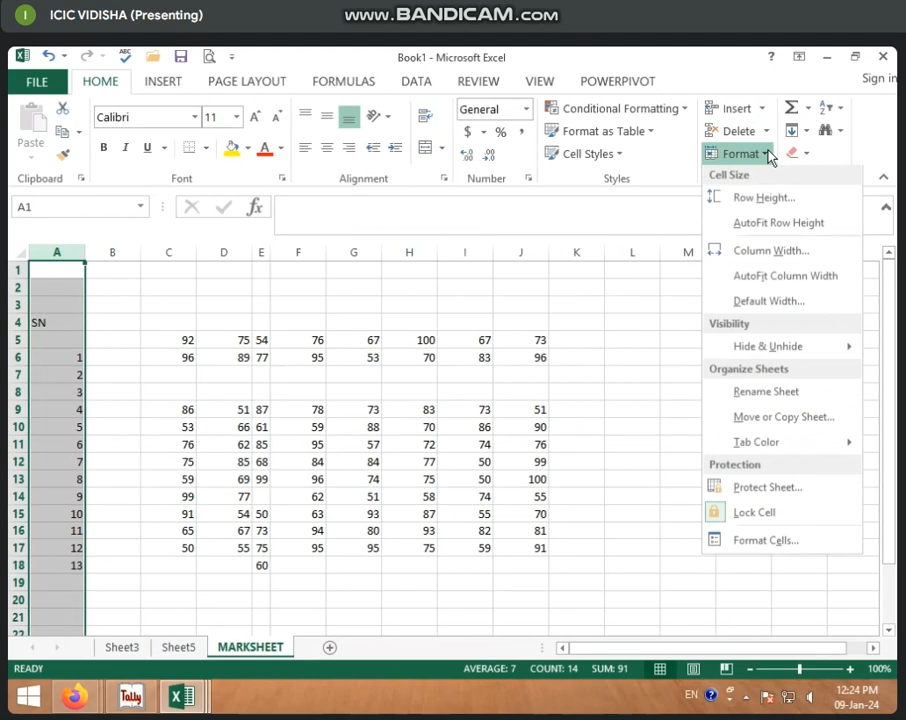 I ICIC VIDISHA (Presenting)
WWW.BANDICAM.COM
Book1 - Microsoft Excel
FILE HOME INSERT PAGE LAYOUT FORMULAS DATA REVIEW VIEW POWERPIVOT Sign in
Paste
Calibri 11
B I U
General
$ % ,
Conditional Formatting
Format as Table
Cell Styles
Insert
Delete
Format
Clipboard Font Alignment Number Styles
A1
Cell Size
Row Height...
AutoFit Row Height
Column Width...
AutoFit Column Width
Default Width...
Visibility
Hide & Unhide
Organize Sheets
Rename Sheet
Move or Copy Sheet...
Tab Color
Protection
Protect Sheet...
Lock Cell
Format Cells...
A B C D E F G H I J K L M
1
2
3
4 SN
5 92 75 54 76 67 100 67 73
6 1 96 89 77 95 53 70 83 96
7 2
8 3
9 4 86 51 87 78 73 83 73 51
10 5 53 66 61 59 88 70 86 90
11 6 76 62 85 95 57 72 74 76
12 7 75 85 68 84 84 77 50 99
13 8 59 69 99 96 74 75 50 100
14 9 99 77 62 51 58 74 55
15 10 91 54 50 63 93 87 55 70
16 11 65 67 73 94 80 93 82 81
17 12 50 55 75 95 95 75 59 91
18 13 60
19
20
21
22
Sheet3 Sheet5 MARKSHEET
READY AVERAGE: 7 COUNT: 14 SUM: 91 100%
Tally EN 12:24 PM
09-Jan-24